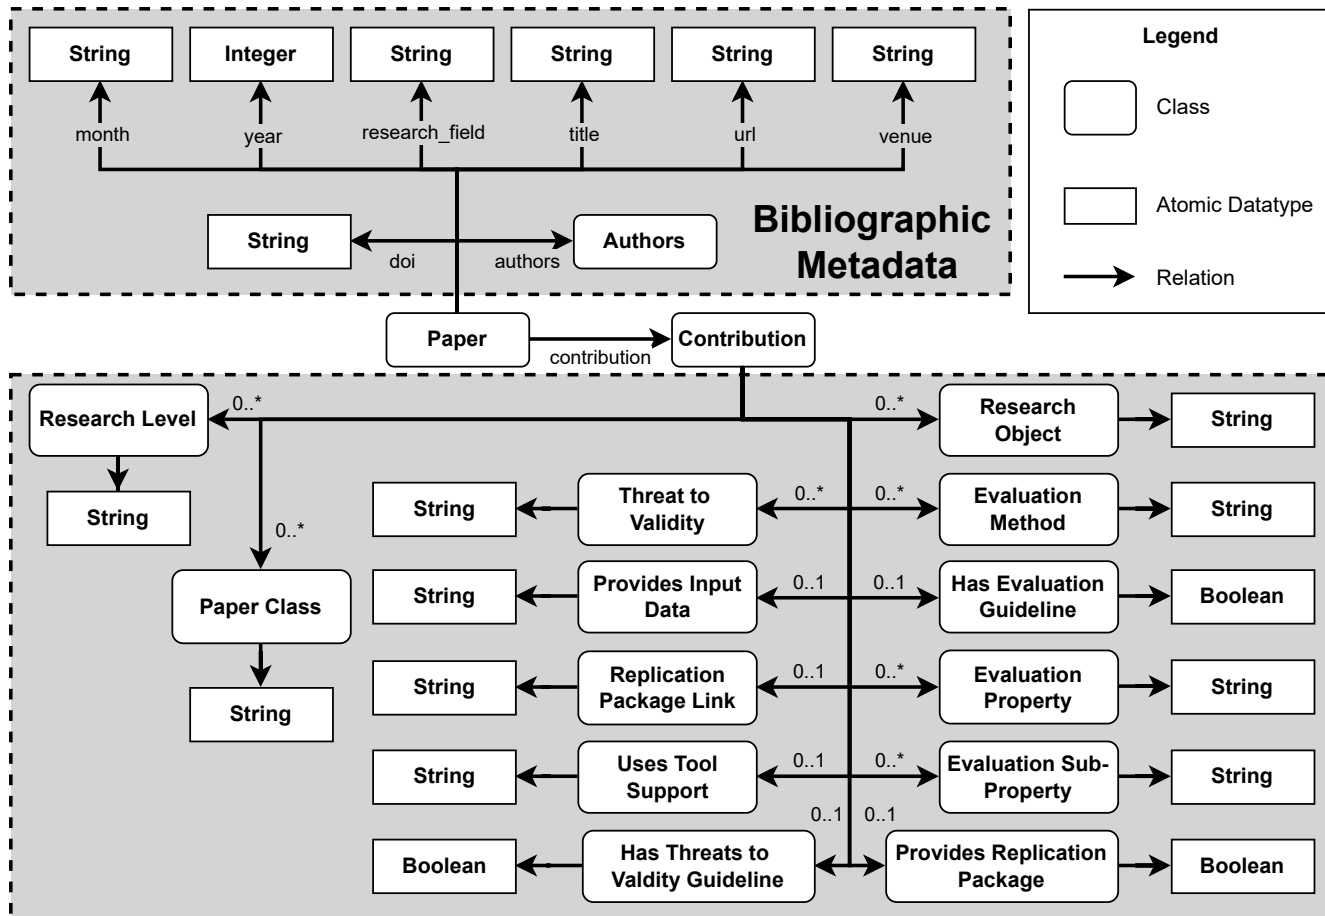 String
Integer
String
String
String
String
month
year
research_field
title
url
venue
String
doi
authors
Authors
Bibliographic
Metadata
Legend
Class
Atomic Datatype
Relation
Paper
contribution
Contribution
Research Level
0..*
0..*
Research
Object
String
String
0..*
Paper Class
String
String
Threat to
Validity
0..*
0..*
Evaluation
Method
String
String
Provides Input
Data
0..1
0..1
Has Evaluation
Guideline
Boolean
String
Replication
Package Link
0..1
0..*
Evaluation
Property
String
String
Uses Tool
Support
0..1
0..*
Evaluation Sub-
Property
String
Boolean
Has Threats to
Valdity Guideline
0..1
0..1
Provides Replication
Package
Boolean